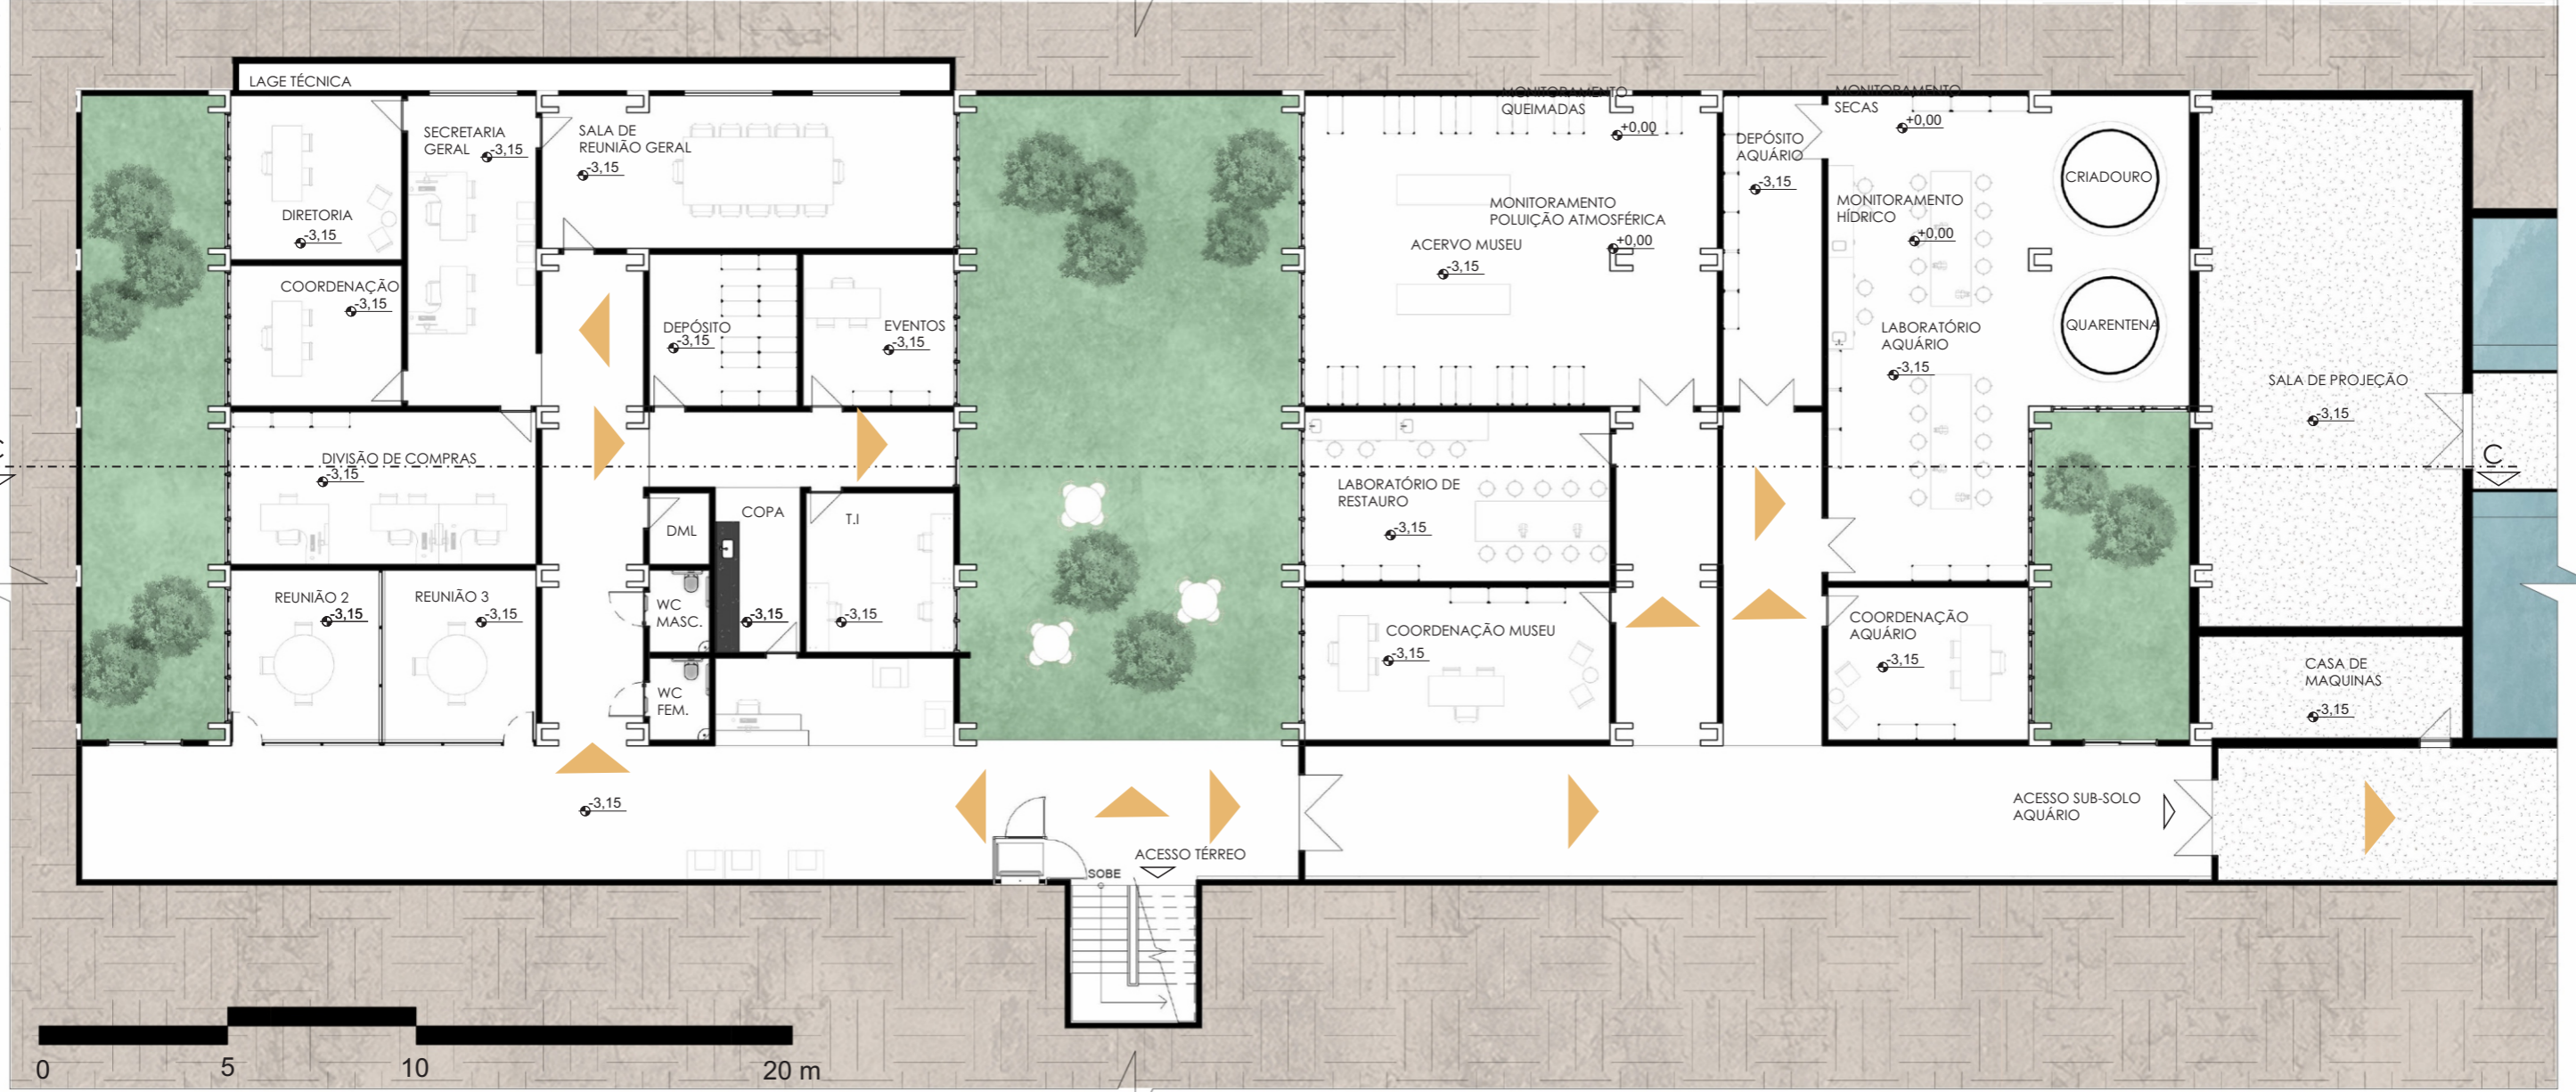 LAGE TÉCNICA
SECRETARIA
GERAL
-3,15
SALA DE
REUNIÃO GERAL
-3,15
DIRETORIA
-3,15
COORDENAÇÃO
-3,15
DEPÓSITO
-3,15
EVENTOS
-3,15
DIVISÃO DE COMPRAS
-3,15
DML
COPA
-3,15
T.I
-3,15
REUNIÃO 2
-3,15
REUNIÃO 3
-3,15
WC
MASC.
WC
FEM.
-3,15
MONITORAMENTO
QUEIMADAS
+0,00
MONITORAMENTO
POLUIÇÃO ATMOSFÉRICA
+0,00
ACERVO MUSEU
-3,15
DEPÓSITO
AQUÁRIO
-3,15
MONITORAMENTO
SECAS
+0,00
MONITORAMENTO
HÍDRICO
+0,00
CRIADOURO
QUARENTENA
LABORATÓRIO
AQUÁRIO
-3,15
SALA DE PROJEÇÃO
-3,15
C
LABORATÓRIO DE
RESTAURO
-3,15
COORDENAÇÃO MUSEU
-3,15
COORDENAÇÃO
AQUÁRIO
-3,15
CASA DE
MAQUINAS
-3,15
ACESSO SUB-SOLO
AQUÁRIO
ACESSO TÉRREO
SOBE
0 5 10 20 m